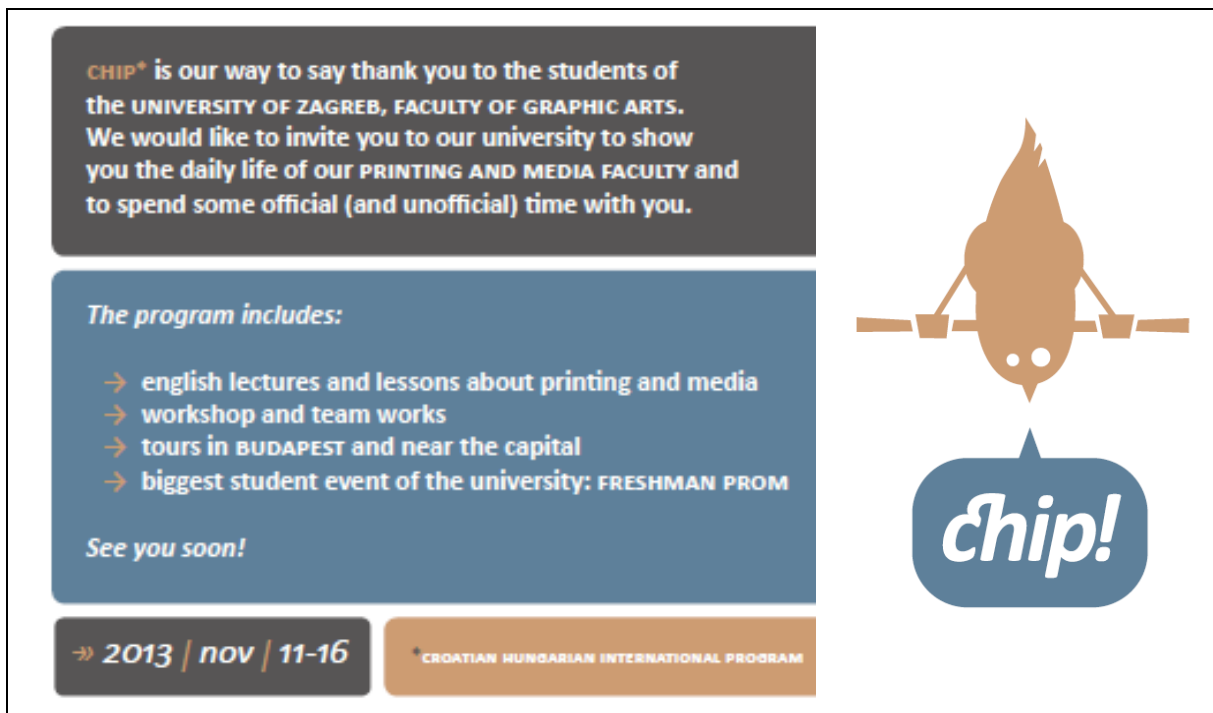 CHIP* is our way to say thank you to the students of
the UNIVERSITY OF ZAGREB, FACULTY OF GRAPHIC ARTS.
We would like to invite you to our university to show
you the daily life of our PRINTING AND MEDIA FACULTY and
to spend some official (and unofficial) time with you.
The program includes:
→ english lectures and lessons about printing and media
→ workshop and team works
→ tours in BUDAPEST and near the capital
→ biggest student event of the university: FRESHMAN PROM
See you soon!
2013 | nov | 11-16
*CROATIAN HUNGARIAN INTERNATIONAL PROGRAM
chip!